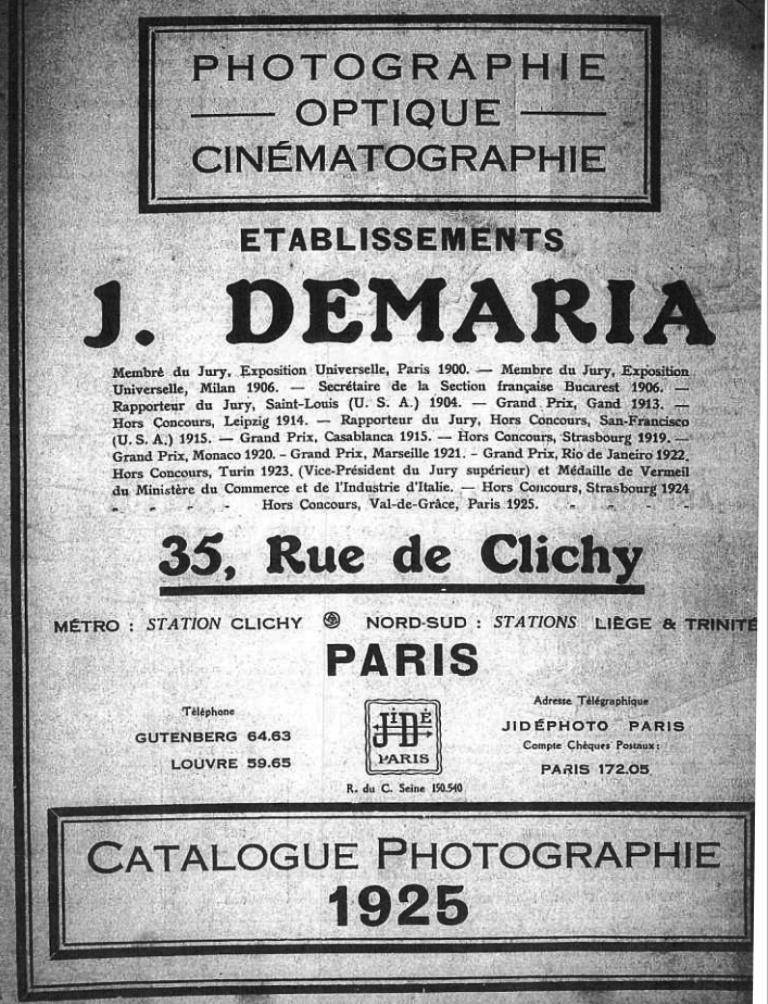 PHOTOGRAPHIE
OPTIQUE
CINÉMATOGRAPHIE
ETABLISSEMENTS
J. DEMARIA
Membre du Jury, Exposition Universelle, Paris 1900. — Membre du Jury, Exposition
Universelle, Milan 1906. — Secrétaire de la Section française Bucarest 1906. —
Rapporteur du Jury, Saint-Louis (U. S. A.) 1904. — Grand Prix, Gand 1913. —
Hors Concours, Leipzig 1914. — Rapporteur du Jury, Hors Concours, San-Francisco
(U. S. A.) 1915. — Grand Prix, Casablanca 1915. — Hors Concours, Strasbourg 1919. —
Grand Prix, Monaco 1920. - Grand Prix, Marseille 1921. - Grand Prix, Rio de Janeiro 1922.
Hors Concours, Turin 1923. (Vice-Président du Jury supérieur) et Médaille de Vermeil
du Ministère du Commerce et de l'Industrie d'Italie. — Hors Concours, Strasbourg 1924
- - - - Hors Concours, Val-de-Grâce, Paris 1925. - - - -
35, Rue de Clichy
MÉTRO : STATION CLICHY NORD-SUD : STATIONS LIÈGE & TRINITÉ
PARIS
Téléphone
GUTENBERG 64.63
LOUVRE 59.65
JIDÉ
PARIS
R. du C. Seine 150.540
Adresse Télégraphique
JIDÉPHOTO PARIS
Compte Chèques Postaux :
PARIS 172.05
CATALOGUE PHOTOGRAPHIE
1925